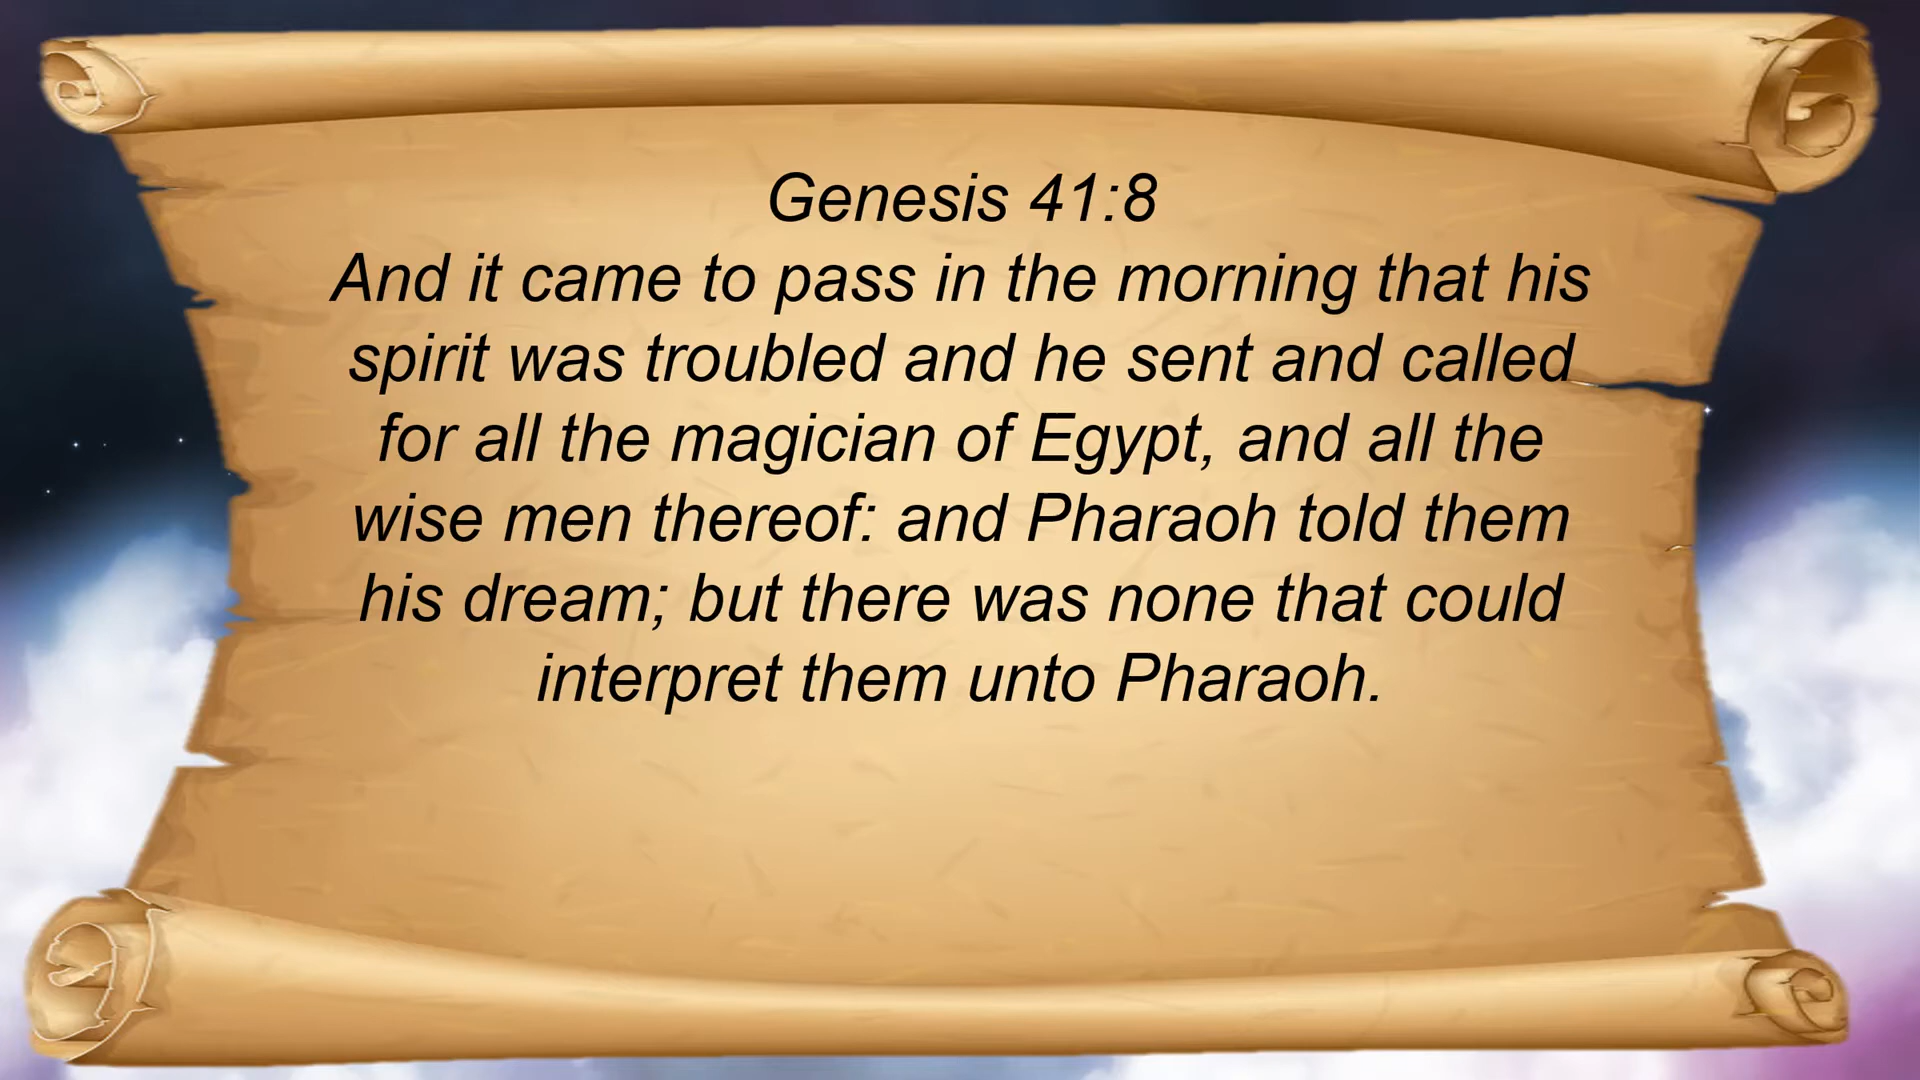 Genesis 41:8
And it came to pass in the morning that his
spirit was troubled and he sent and called
for all the magician of Egypt, and all the
wise men thereof: and Pharaoh told them
his dream; but there was none that could
interpret them unto Pharaoh.